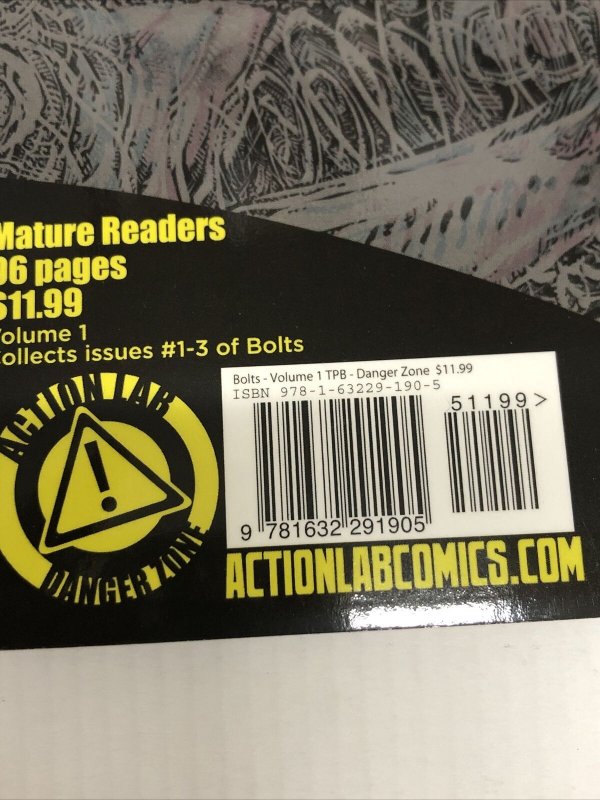 Mature Readers
96 pages
$11.99
Volume 1
Collects issues #1-3 of Bolts
ACTION LAB
DANGER ZONE
Bolts - Volume 1 TPB - Danger Zone $11.99
ISBN 978-1-63229-190-5
51199>
9 781632 291905
ACTIONLABCOMICS.COM